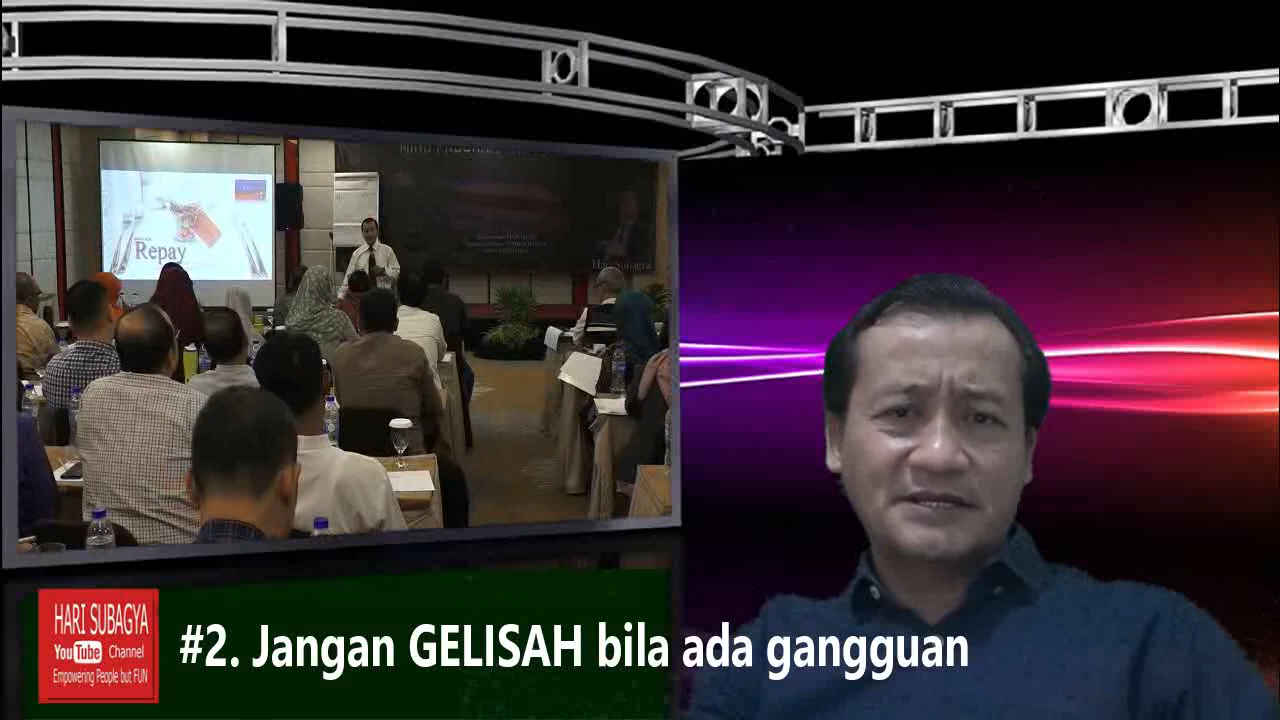 Repay
Hari Subagya
HARI SUBAGYA
YouTube Channel
Empowering People but FUN
#2. Jangan GELISAH bila ada gangguan